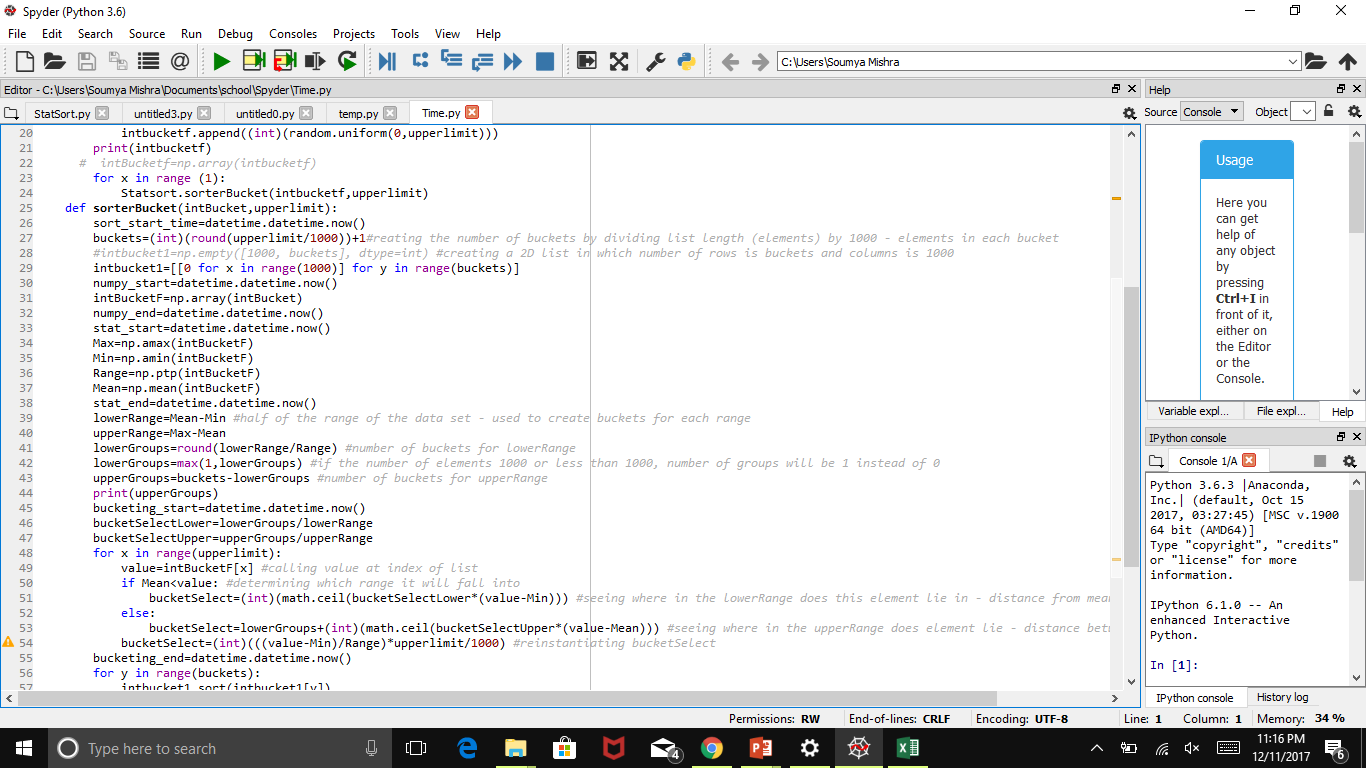 Spyder (Python 3.6)
File Edit Search Source Run Debug Consoles Projects Tools View Help
C:\Users\Soumya Mishra
Editor - C:\Users\Soumya Mishra\Documents\school\Spyder\Time.py
StatSort.py untitled3.py untitled0.py temp.py Time.py
20 intbucketf.append((int)(random.uniform(0,upperlimit)))
21 print(intbucketf)
22 # intBucketf=np.array(intbucketf)
23 for x in range (1):
24 Statsort.sorterBucket(intbucketf,upperlimit)
25 def sorterBucket(intBucket,upperlimit):
26 sort_start_time=datetime.datetime.now()
27 buckets=(int)(round(upperlimit/1000))+1#reating the number of buckets by dividing list length (elements) by 1000 - elements in each bucket
28 #intbucket1=np.empty([1000, buckets], dtype=int) #creating a 2D list in which number of rows is buckets and columns is 1000
29 intbucket1=[[0 for x in range(1000)] for y in range(buckets)]
30 numpy_start=datetime.datetime.now()
31 intBucketF=np.array(intBucket)
32 numpy_end=datetime.datetime.now()
33 stat_start=datetime.datetime.now()
34 Max=np.amax(intBucketF)
35 Min=np.amin(intBucketF)
36 Range=np.ptp(intBucketF)
37 Mean=np.mean(intBucketF)
38 stat_end=datetime.datetime.now()
39 lowerRange=Mean-Min #half of the range of the data set - used to create buckets for each range
40 upperRange=Max-Mean
41 lowerGroups=round(lowerRange/Range) #number of buckets for lowerRange
42 lowerGroups=max(1,lowerGroups) #if the number of elements 1000 or less than 1000, number of groups will be 1 instead of 0
43 upperGroups=buckets-lowerGroups #number of buckets for upperRange
44 print(upperGroups)
45 bucketing_start=datetime.datetime.now()
46 bucketSelectLower=lowerGroups/lowerRange
47 bucketSelectUpper=upperGroups/upperRange
48 for x in range(upperlimit):
49 value=intBucketF[x] #calling value at index of list
50 if Mean<value: #determining which range it will fall into
51 bucketSelect=(int)(math.ceil(bucketSelectLower*(value-Min))) #seeing where in the lowerRange does this element lie in - distance from mea
52 else:
53 bucketSelect=lowerGroups+(int)(math.ceil(bucketSelectUpper*(value-Mean))) #seeing where in the upperRange does element lie - distance bet
54 bucketSelect=(int)(((value-Min)/Range)*upperlimit/1000) #reinstantiating bucketSelect
55 bucketing_end=datetime.datetime.now()
56 for y in range(buckets):
57 intbucket1.sort(intbucket1[y])
Help
Source Console Object
Usage
Here you
can get
help of
any object
by
pressing
Ctrl+I in
front of it,
either on
the Editor
or the
Console.
Variable expl... File expl... Help
IPython console
Console 1/A
Python 3.6.3 |Anaconda,
Inc.| (default, Oct 15
2017, 03:27:45) [MSC v.1900
64 bit (AMD64)]
Type "copyright", "credits"
or "license" for more
information.
IPython 6.1.0 -- An
enhanced Interactive
Python.
In [1]:
IPython console History log
Permissions: RW End-of-lines: CRLF Encoding: UTF-8 Line: 1 Column: 1 Memory: 34 %
Type here to search
4
11:16 PM
12/11/2017
6